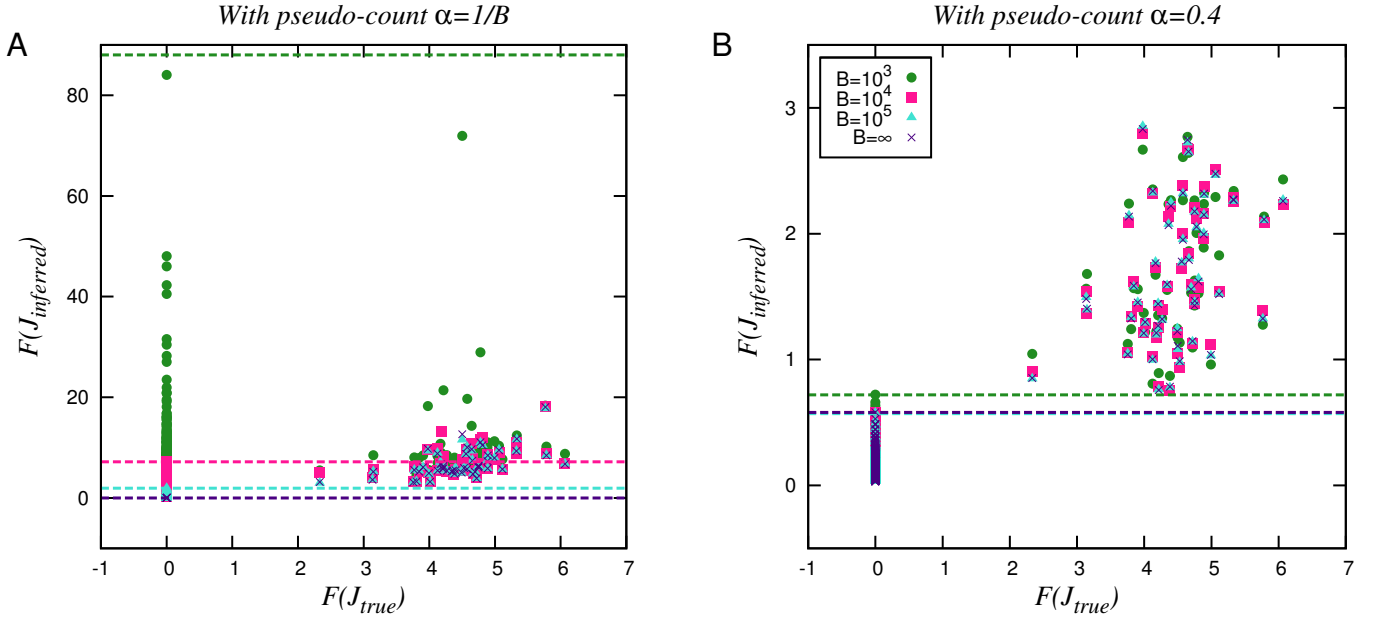 With pseudo-count α=1/B
A
80
60
40
20
0
-1 0 1 2 3 4 5 6 7
F(J_inferred)
F(J_true)
With pseudo-count α=0.4
B
B=10^3
B=10^4
B=10^5
B=∞
3
2
1
0
-1 0 1 2 3 4 5 6 7
F(J_inferred)
F(J_true)